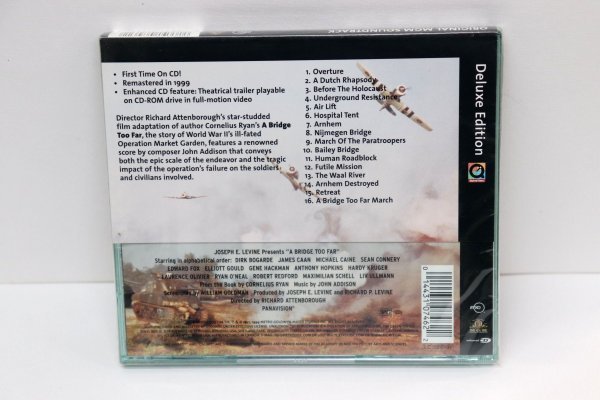 ORIGINAL MGM SOUNDTRACK
Deluxe Edition
• First Time On CD!
• Remastered in 1999
• Enhanced CD feature: Theatrical trailer playable
on CD-ROM drive in full-motion video
Director Richard Attenborough's star-studded
film adaptation of author Cornelius Ryan's A Bridge
Too Far, the story of World War II's ill-fated
Operation Market Garden, features a renowned
score by composer John Addison that conveys
both the epic scale of the endeavor and the tragic
impact of the operation's failure on the soldiers
and civilians involved.
1. Overture
2. A Dutch Rhapsody
3. Before The Holocaust
4. Underground Resistance
5. Air Lift
6. Hospital Tent
7. Arnhem
8. Nijmegen Bridge
9. March Of The Paratroopers
10. Bailey Bridge
11. Human Roadblock
12. Futile Mission
13. The Waal River
14. Arnhem Destroyed
15. Retreat
16. A Bridge Too Far March
JOSEPH E. LEVINE Presents "A BRIDGE TOO FAR"
Starring in alphabetical order: DIRK BOGARDE JAMES CAAN MICHAEL CAINE SEAN CONNERY
EDWARD FOX ELLIOTT GOULD GENE HACKMAN ANTHONY HOPKINS HARDY KRUGER
LAURENCE OLIVIER RYAN O'NEAL ROBERT REDFORD MAXIMILIAN SCHELL LIV ULLMANN
From the Book by CORNELIUS RYAN Music by JOHN ADDISON
Screenplay by WILLIAM GOLDMAN Produced by JOSEPH E. LEVINE and RICHARD P. LEVINE
Directed by RICHARD ATTENBOROUGH
PANAVISION®
0 14431 07462 2